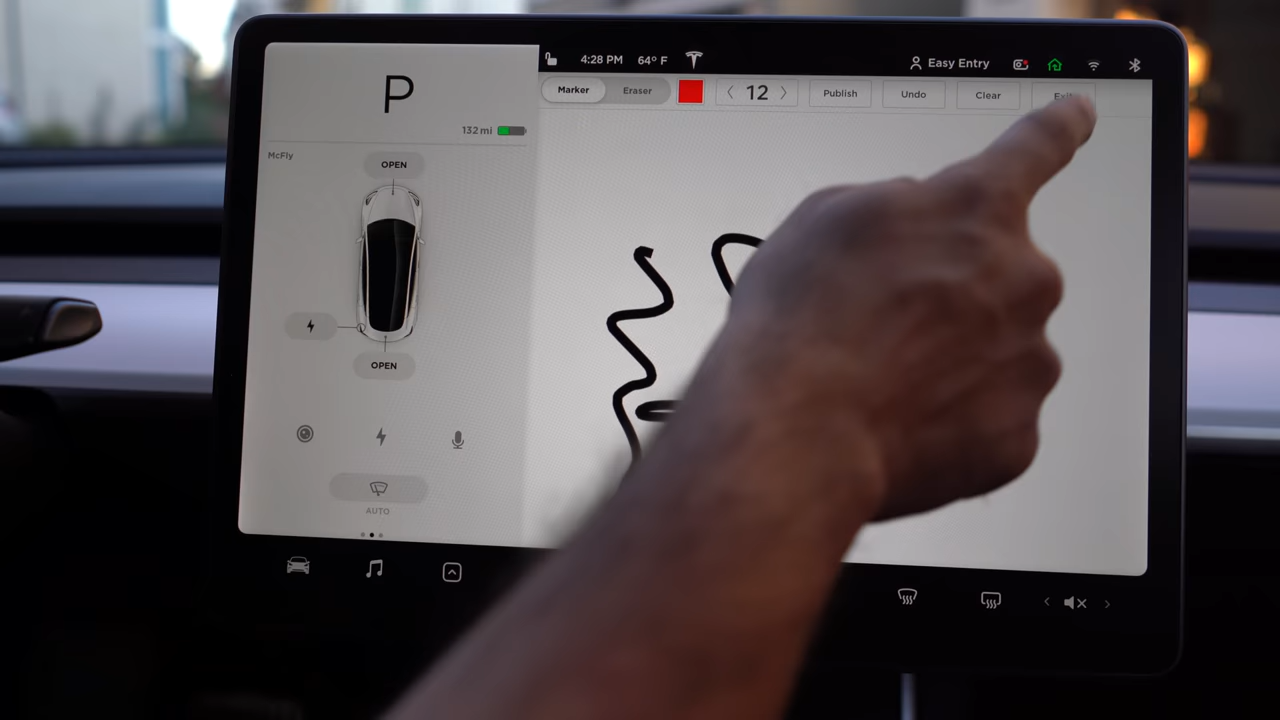 P
4:28 PM 64° F
Easy Entry
Marker Eraser
12
Publish
Undo
Clear
132 mi
McFly
OPEN
OPEN
AUTO